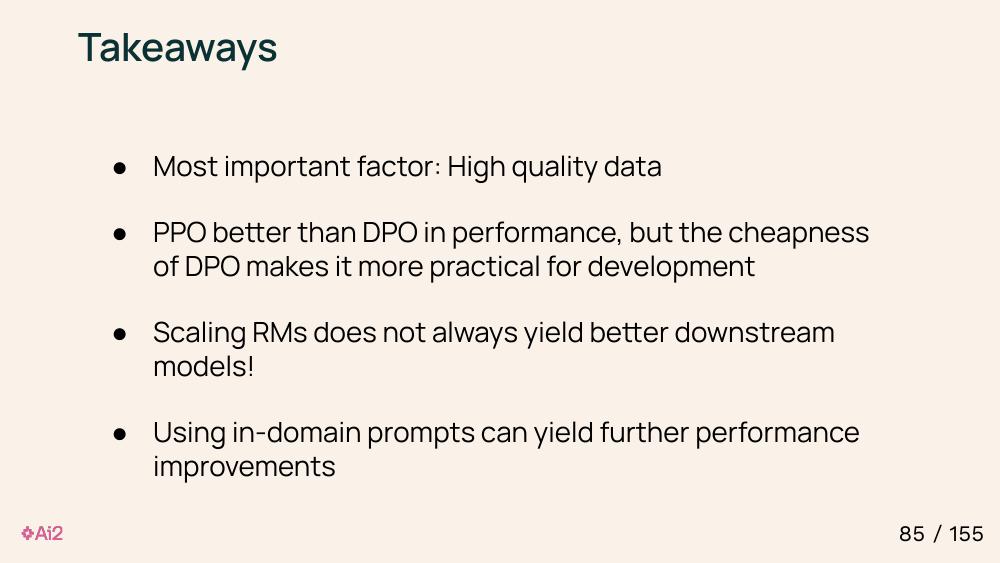 Takeaways
● Most important factor: High quality data
● PPO better than DPO in performance, but the cheapness
of DPO makes it more practical for development
● Scaling RMs does not always yield better downstream
models!
● Using in-domain prompts can yield further performance
improvements
Ai2
85 / 155